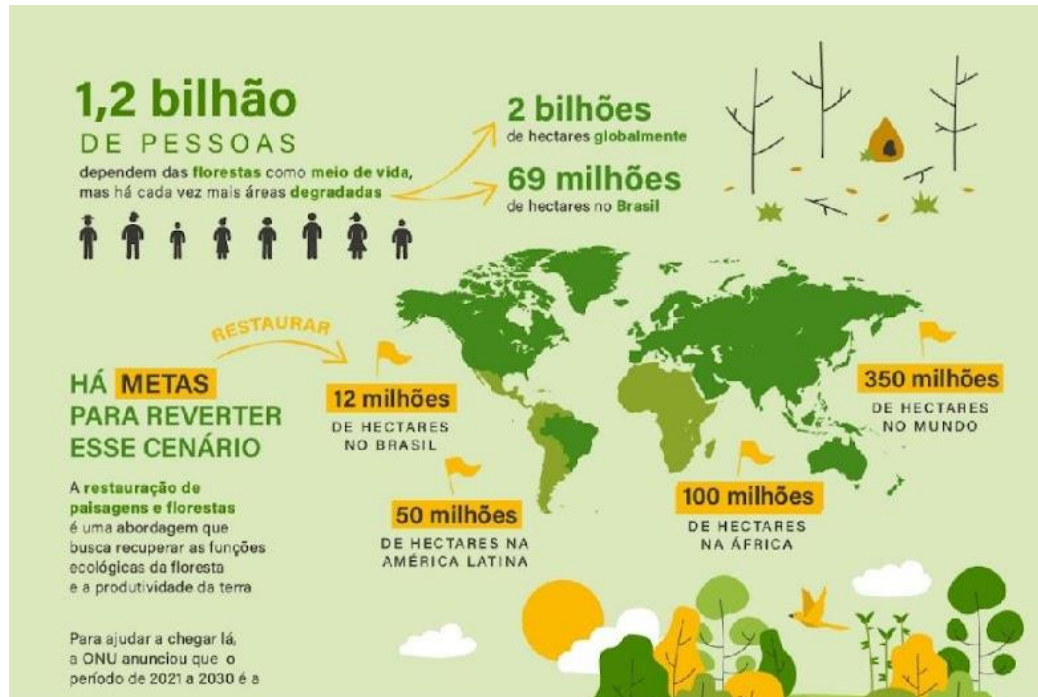 1,2 bilhão
DE PESSOAS
dependem das florestas como meio de vida,
mas há cada vez mais áreas degradadas
2 bilhões
de hectares globalmente
69 milhões
de hectares no Brasil
RESTAURAR
HÁ METAS
PARA REVERTER
ESSE CENÁRIO
A restauração de
paisagens e florestas
é uma abordagem que
busca recuperar as funções
ecológicas da floresta
e a produtividade da terra
Para ajudar a chegar lá,
a ONU anunciou que o
período de 2021 a 2030 é a
12 milhões
DE HECTARES
NO BRASIL
50 milhões
DE HECTARES NA
AMÉRICA LATINA
100 milhões
DE HECTARES
NA ÁFRICA
350 milhões
DE HECTARES
NO MUNDO